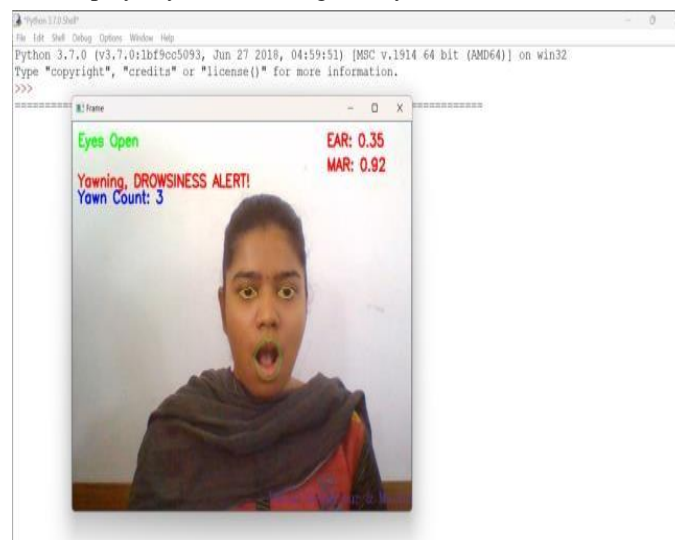 *Python 3.7.0 Shell*
File Edit Shell Debug Options Window Help
Python 3.7.0 (v3.7.0:1bf9cc5093, Jun 27 2018, 04:59:51) [MSC v.1914 64 bit (AMD64)] on win32
Type "copyright", "credits" or "license()" for more information.
>>>
Frame
Eyes Open
EAR: 0.35
MAR: 0.92
Yawning, DROWSINESS ALERT!
Yawn Count: 3